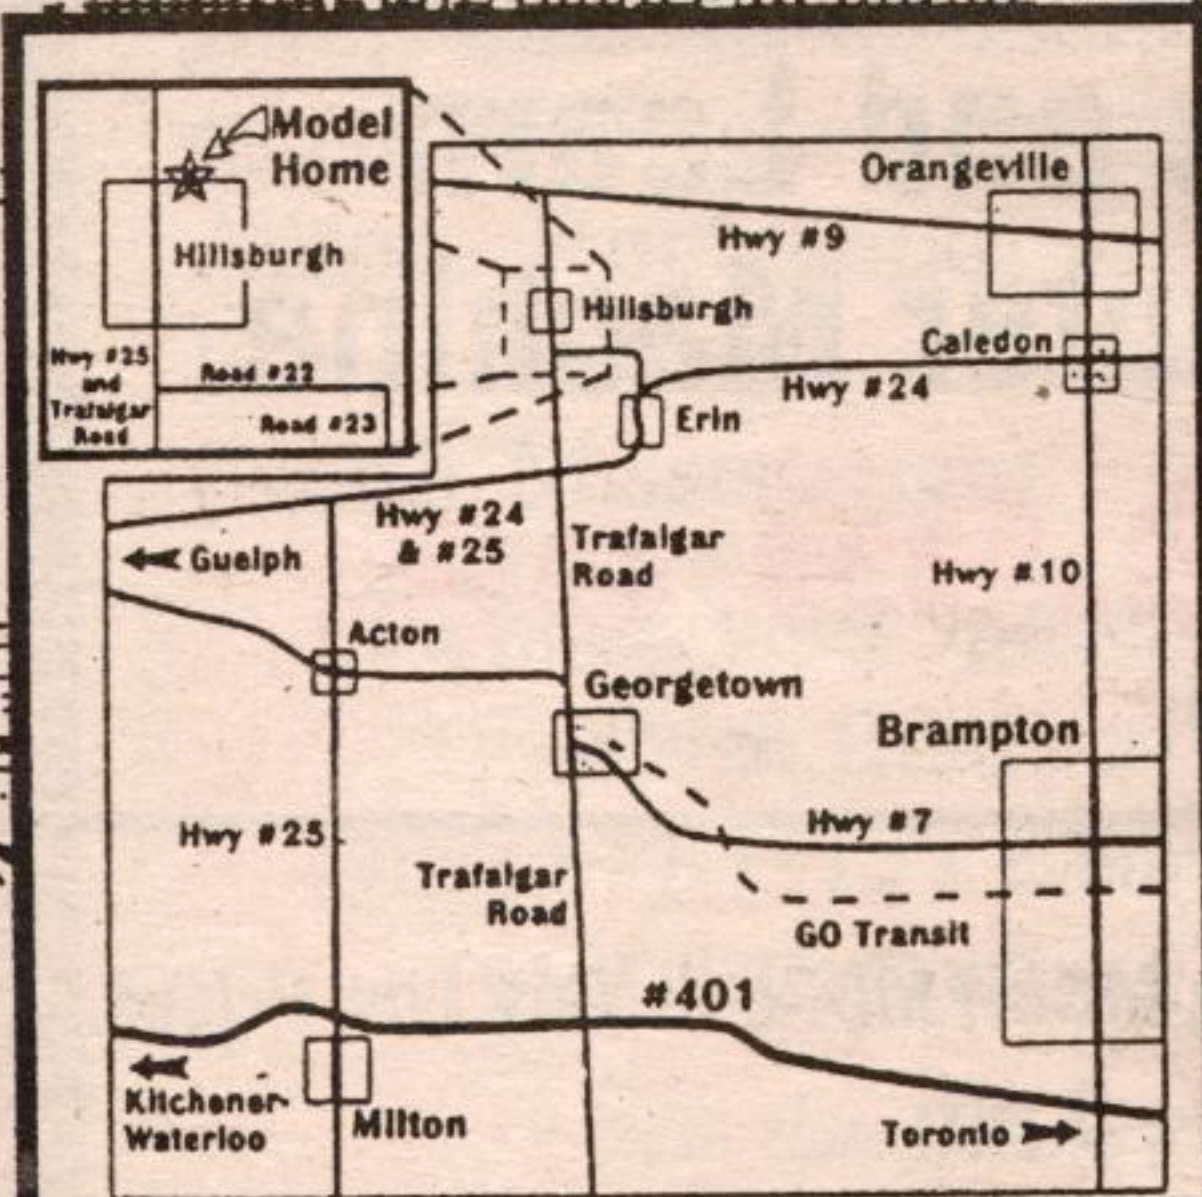 Model
Home
Hillsburgh
Hwy #25
and
Trafalgar
Road
Road #22
Road #23
Orangeville
Hwy #9
Hillsburgh
Caledon
Hwy #24
Erin
Hwy #24
& #25
Trafalgar
Road
Guelph
Hwy #10
Acton
Georgetown
Brampton
Hwy #25
Hwy #7
Trafalgar
Road
GO Transit
#401
Kitchener-
Waterloo
Milton
Toronto